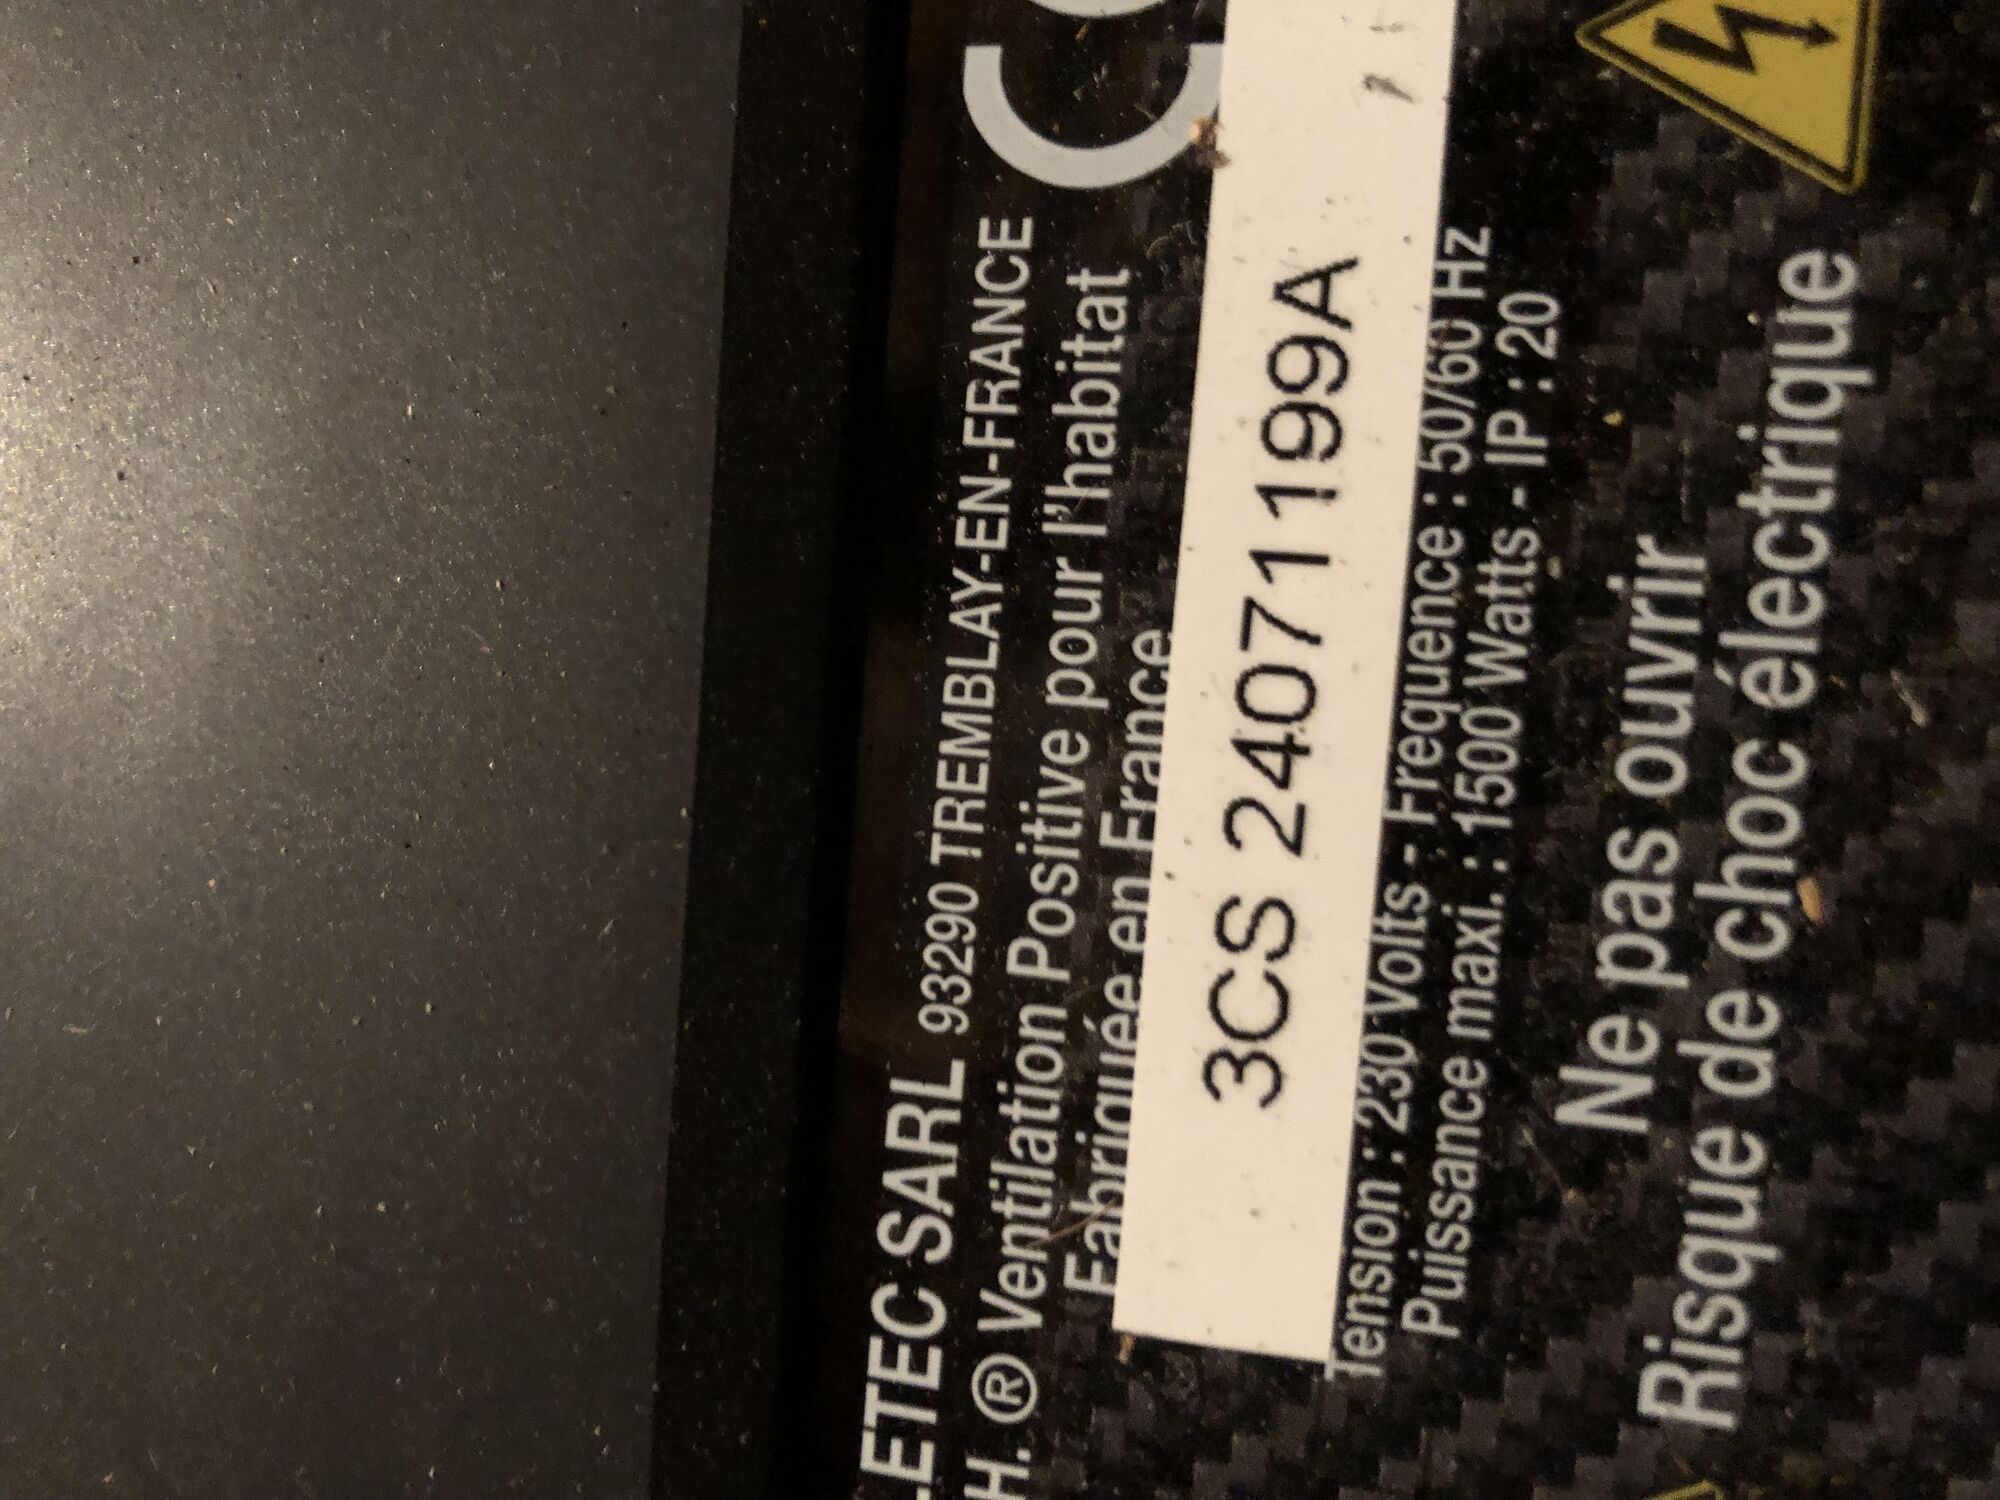 ETEC SARL 93290 TREMBLAY-EN-FRANCE
H. ® Ventilation Positive pour l'habitat
Fabriquée en France
3CS 24071199A
Tension : 230 Volts - Frequence : 50/60 Hz
Puissance maxi. : 1500 Watts - IP : 20
Ne pas ouvrir
Risque de choc électrique